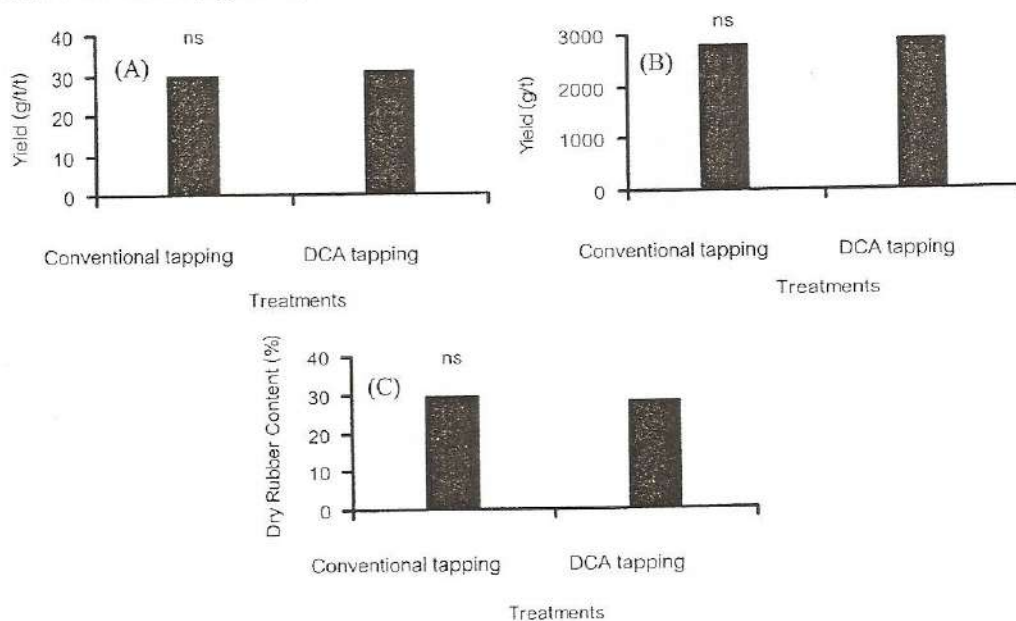 ns
(A)
Yield (g/t/t)
40
30
20
10
0
Conventional tapping
DCA tapping
Treatments
ns
(B)
Yield (g/t)
3000
2000
1000
0
Conventional tapping
DCA tapping
Treatments
ns
(C)
Dry Rubber Content (%)
40
30
20
10
0
Conventional tapping
DCA tapping
Treatments